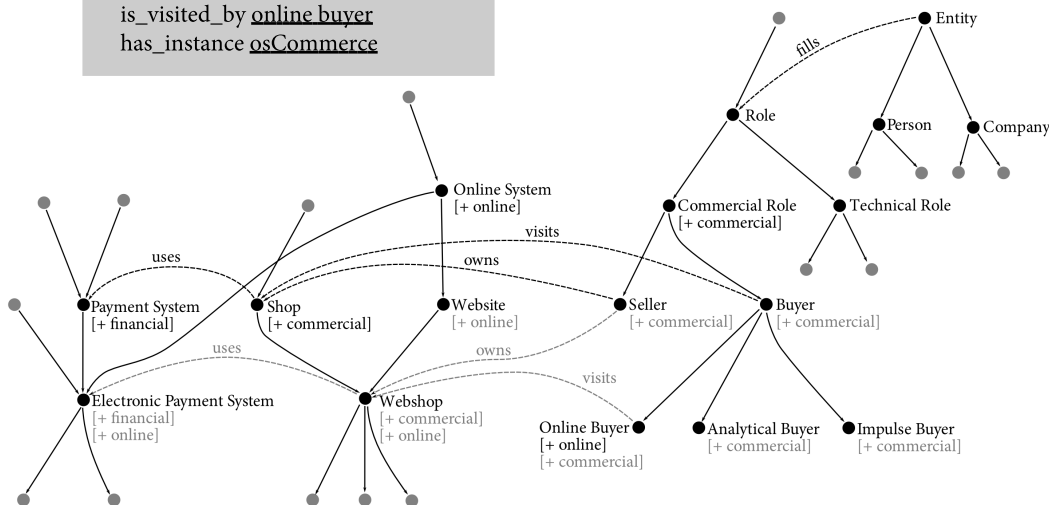 is_visited_by online buyer
has_instance osCommerce
Entity
fills
Role
Person
Company
Online System
[+ online]
Commercial Role
[+ commercial]
Technical Role
visits
uses
owns
Payment System
[+ financial]
Shop
[+ commercial]
Website
[+ online]
Seller
[+ commercial]
Buyer
[+ commercial]
uses
owns
visits
Electronic Payment System
[+ financial]
[+ online]
Webshop
[+ commercial]
[+ online]
Online Buyer
[+ online]
[+ commercial]
Analytical Buyer
[+ commercial]
Impulse Buyer
[+ commercial]